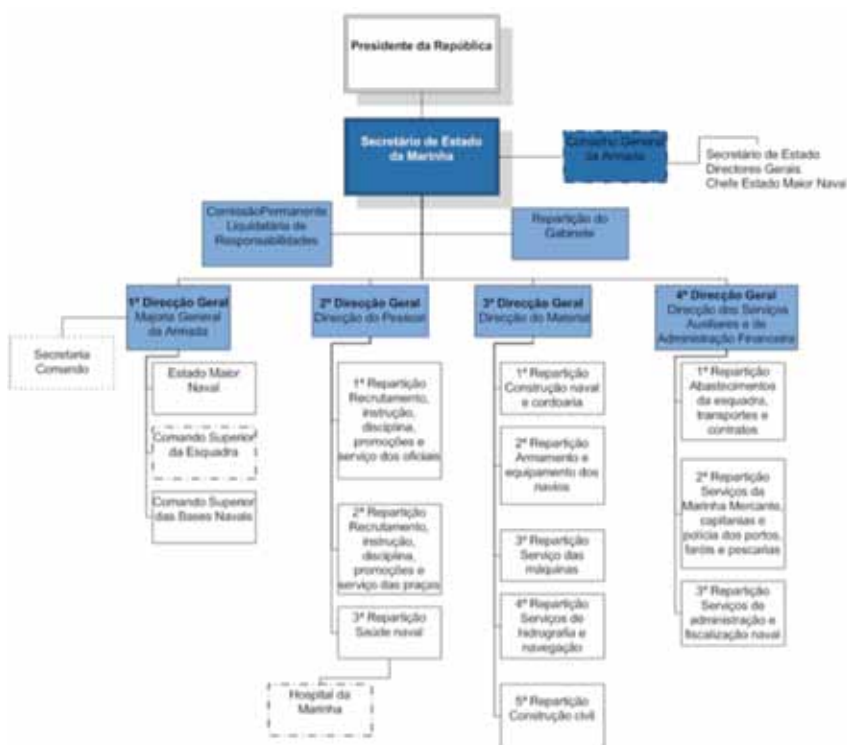 Presidente da República
Secretário de Estado
da Marinha
Conselho General
da Armada
Secretário de Estado
Directores Gerais
Chefe Estado Maior Naval
ComissãoPermanente
Liquidatária de
Responsabilidades
Repartição do
Gabinete
1ª Direcção Geral
Majoria General
da Armada
Secretaria
Comando
Estado Maior
Naval
Comando Superior
da Esquadra
Comando Superior
das Bases Navais
2ª Direcção Geral
Direcção do Pessoal
1ª Repartição
Recrutamento,
instrução,
disciplina,
promoções e
serviço dos oficiais
2ª Repartição
Recrutamento,
instrução,
disciplina,
promoções e
serviço das praças
3ª Repartição
Saúde naval
Hospital da
Marinha
3ª Direcção Geral
Direcção do Material
1ª Repartição
Construção naval
e cordoaria
2ª Repartição
Armamento e
equipamento dos
navios
3ª Repartição
Serviço das
máquinas
4ª Repartição
Serviços de
hidrografia e
navegação
5ª Repartição
Construção civil
4ª Direcção Geral
Direcção dos Serviços
Auxiliares e de
Administração Financeira
1ª Repartição
Abastecimentos
da esquadra,
transportes e
contratos
2ª Repartição
Serviços da
Marinha Mercante,
capitanias e
polícia dos portos,
faróis e pescarias
3ª Repartição
Serviços de
administração e
fiscalização naval